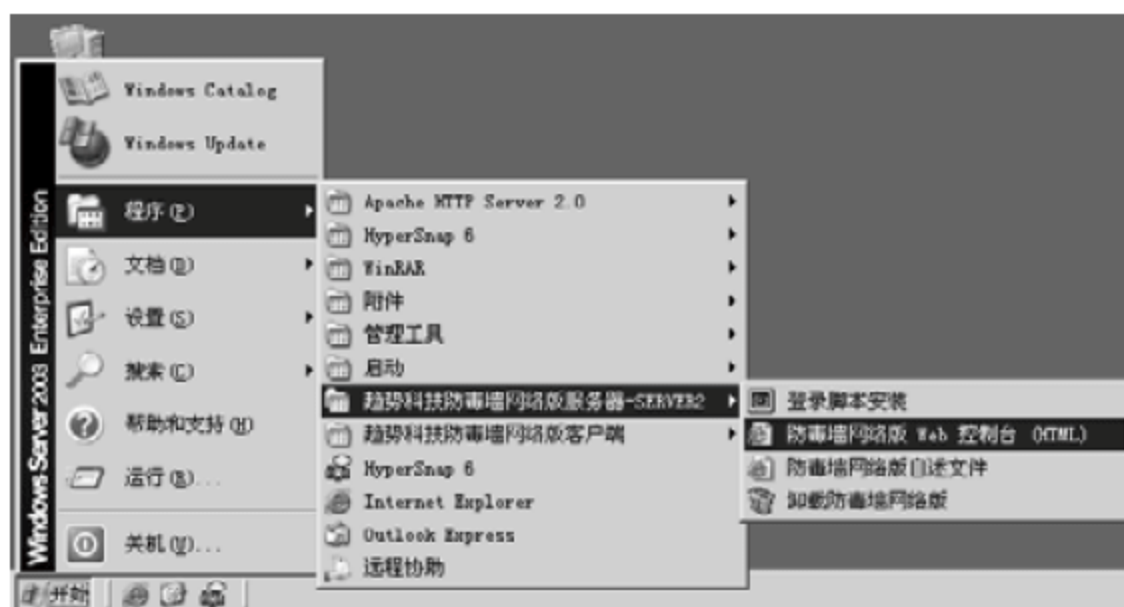 Windows Catalog
Windows Update
程序(P)
文档(D)
设置(S)
搜索(C)
帮助和支持(H)
运行(R)...
关机(U)...
Windows Server 2003 Enterprise Edition
Apache HTTP Server 2.0
HyperSnap 6
WinRAR
附件
管理工具
启动
趋势科技防毒墙网络版服务器-SERVER2
趋势科技防毒墙网络版客户端
HyperSnap 6
Internet Explorer
Outlook Express
远程协助
登录脚本安装
防毒墙网络版 Web 控制台 (HTML)
防毒墙网络版自述文件
卸载防毒墙网络版
开始